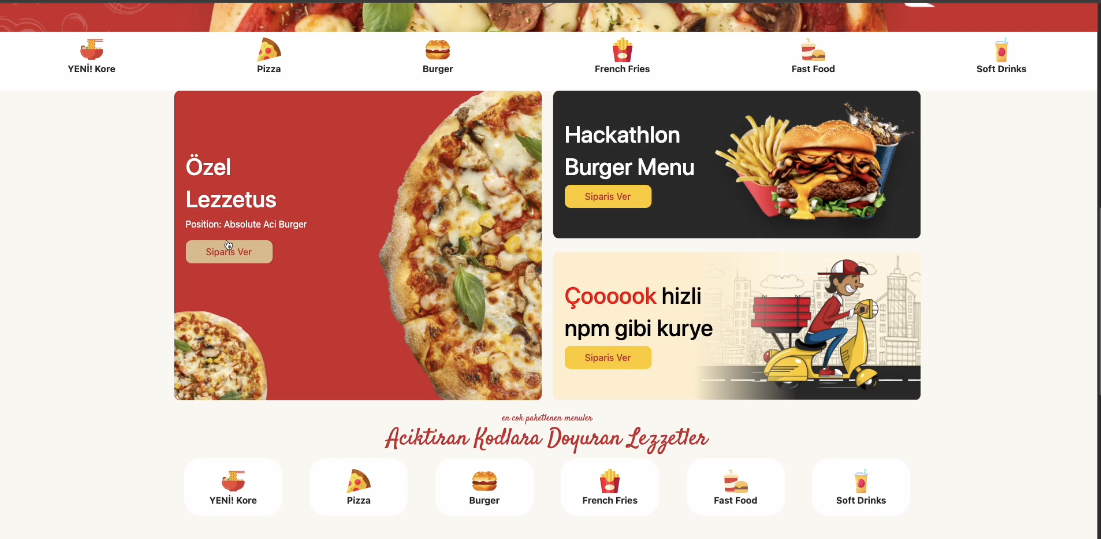 YENİ! Kore
Pizza
Burger
French Fries
Fast Food
Soft Drinks
Özel
Lezzetus
Position: Absolute Aci Burger
Siparis Ver
Hackathlon
Burger Menu
Siparis Ver
Çoooook hizli
npm gibi kurye
Siparis Ver
en cok paketlenen menuler
Aciktiran Kodlara Doyuran Lezzetler
YENİ! Kore
Pizza
Burger
French Fries
Fast Food
Soft Drinks